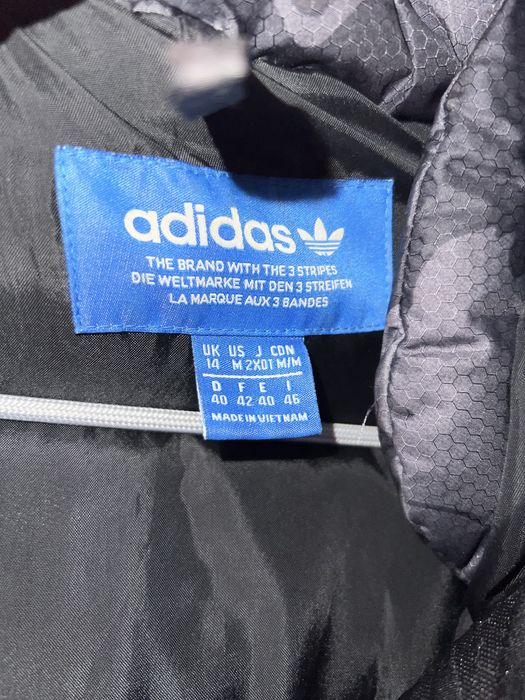 adidas
THE BRAND WITH THE 3 STRIPES
DIE WELTMARKE MIT DEN 3 STREIFEN
LA MARQUE AUX 3 BANDES
UK US J CDN
14 M 2XOT M/M
D F E I
40 42 40 46
MADE IN VIETNAM